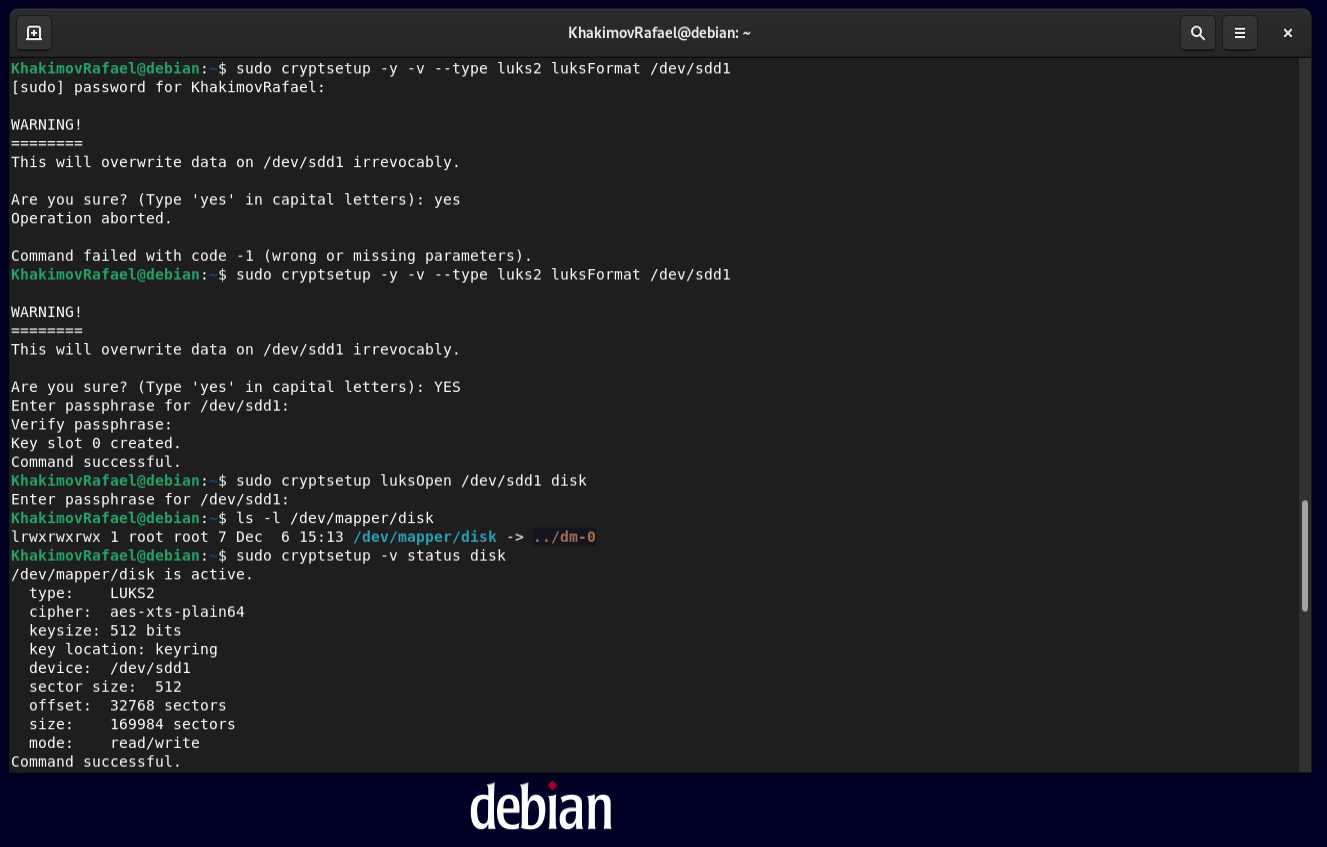 KhakimovRafael@debian: ~
KhakimovRafael@debian:~$ sudo cryptsetup -y -v --type luks2 luksFormat /dev/sdd1
[sudo] password for KhakimovRafael:
WARNING!
========
This will overwrite data on /dev/sdd1 irrevocably.
Are you sure? (Type 'yes' in capital letters): yes
Operation aborted.
Command failed with code -1 (wrong or missing parameters).
KhakimovRafael@debian:~$ sudo cryptsetup -y -v --type luks2 luksFormat /dev/sdd1
WARNING!
========
This will overwrite data on /dev/sdd1 irrevocably.
Are you sure? (Type 'yes' in capital letters): YES
Enter passphrase for /dev/sdd1:
Verify passphrase:
Key slot 0 created.
Command successful.
KhakimovRafael@debian:~$ sudo cryptsetup luksOpen /dev/sdd1 disk
Enter passphrase for /dev/sdd1:
KhakimovRafael@debian:~$ ls -l /dev/mapper/disk
lrwxrwxrwx 1 root root 7 Dec  6 15:13 /dev/mapper/disk -> ../dm-0
KhakimovRafael@debian:~$ sudo cryptsetup -v status disk
/dev/mapper/disk is active.
  type:    LUKS2
  cipher:  aes-xts-plain64
  keysize: 512 bits
  key location: keyring
  device:  /dev/sdd1
  sector size:  512
  offset:  32768 sectors
  size:    169984 sectors
  mode:    read/write
Command successful.
debian